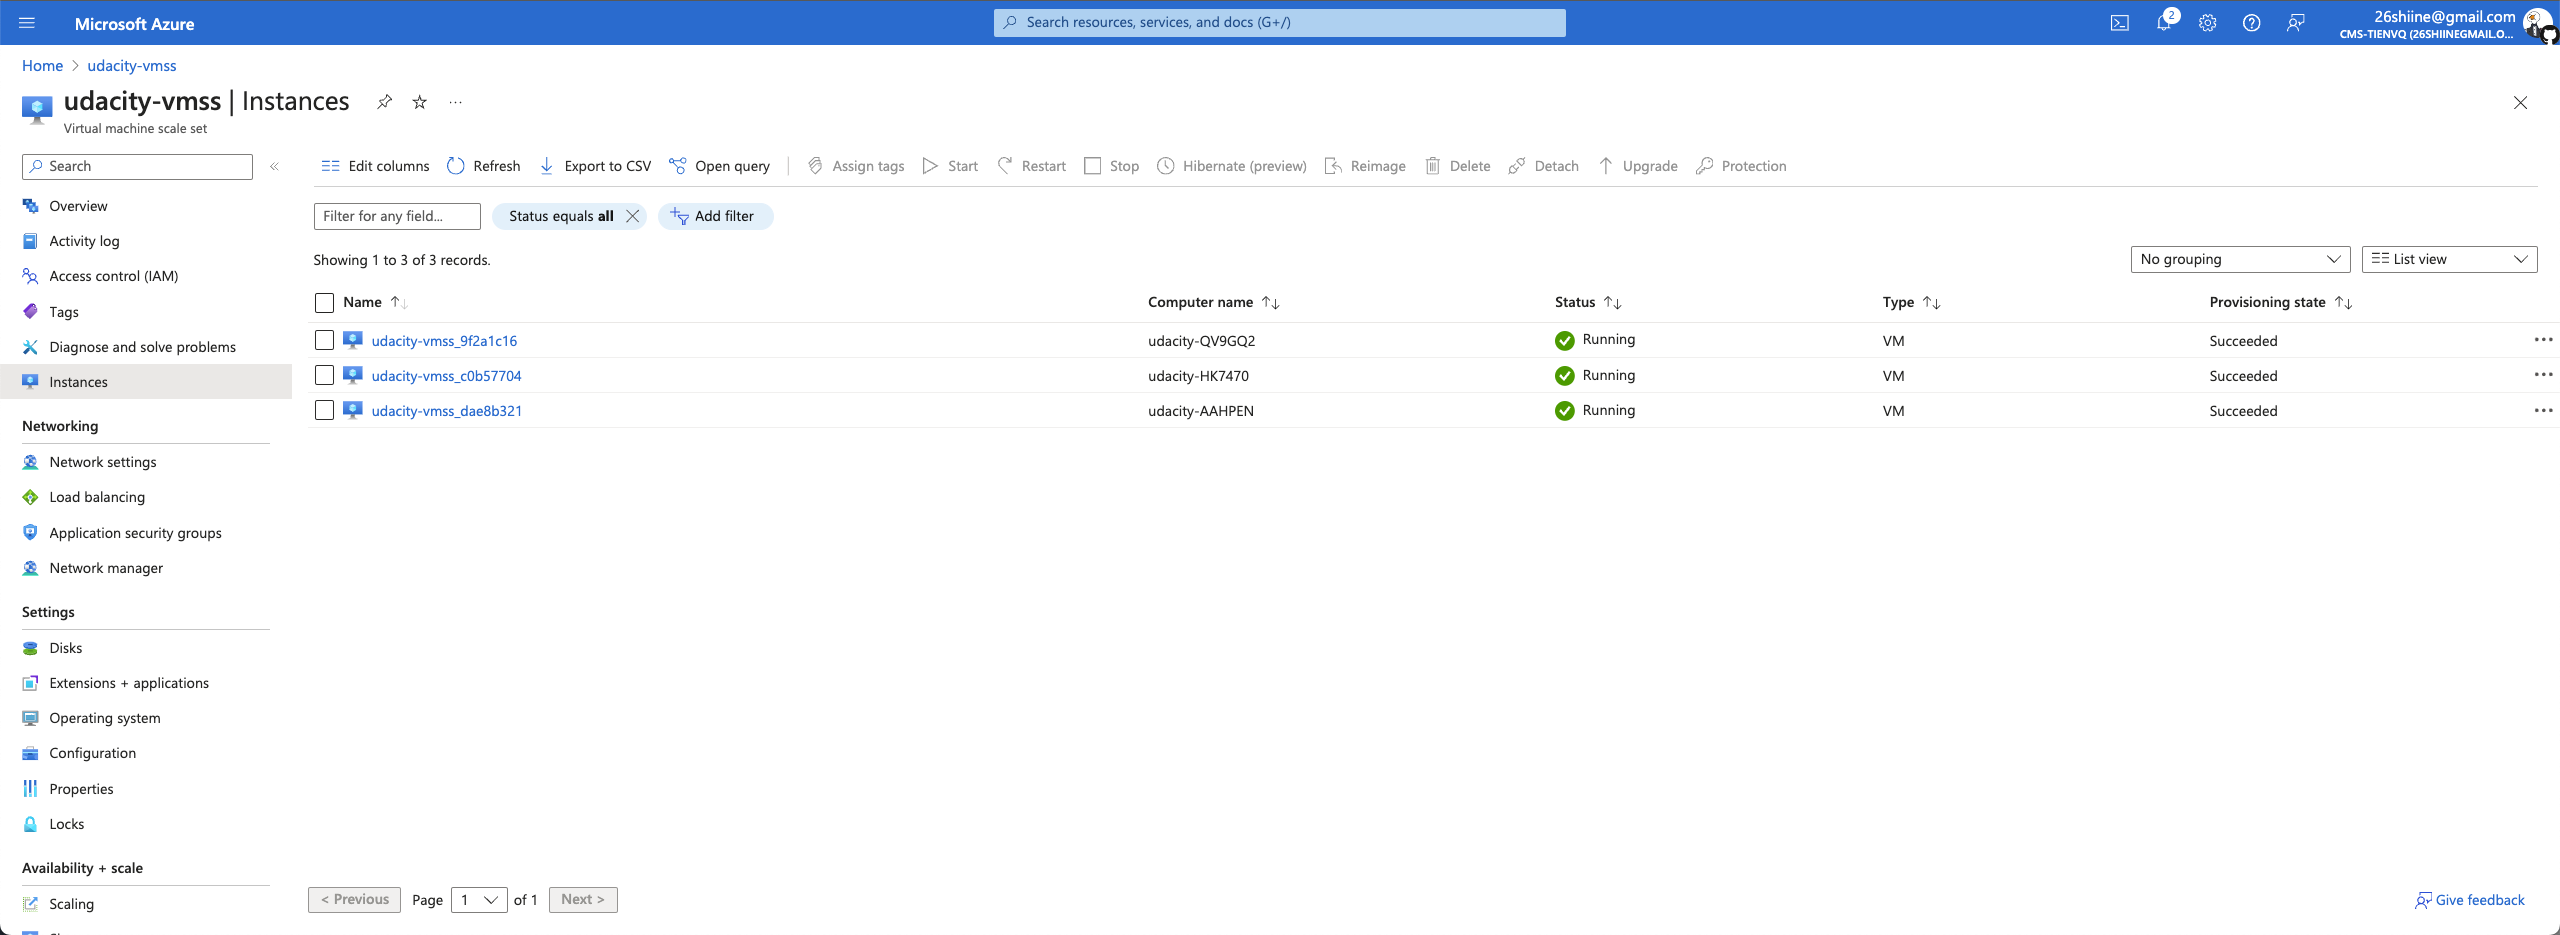 Microsoft Azure
Search resources, services, and docs (G+/)
2
26shiine@gmail.com
CMS-TIENVQ (26SHIINEGMAIL.O...
Home > udacity-vmss
udacity-vmss | Instances
...
Virtual machine scale set
Search
«
Edit columns Refresh Export to CSV Open query Assign tags Start Restart Stop Hibernate (preview) Reimage Delete Detach Upgrade Protection
Overview
Activity log
Access control (IAM)
Tags
Diagnose and solve problems
Instances
Networking
Network settings
Load balancing
Application security groups
Network manager
Settings
Disks
Extensions + applications
Operating system
Configuration
Properties
Locks
Availability + scale
Scaling
Filter for any field...
Status equals all
Add filter
Showing 1 to 3 of 3 records.
No grouping
List view
Name Computer name Status Type Provisioning state
udacity-vmss_9f2a1c16 udacity-QV9GQ2 Running VM Succeeded ...
udacity-vmss_c0b57704 udacity-HK7470 Running VM Succeeded ...
udacity-vmss_dae8b321 udacity-AAHPEN Running VM Succeeded ...
< Previous Page 1 of 1 Next >
Give feedback